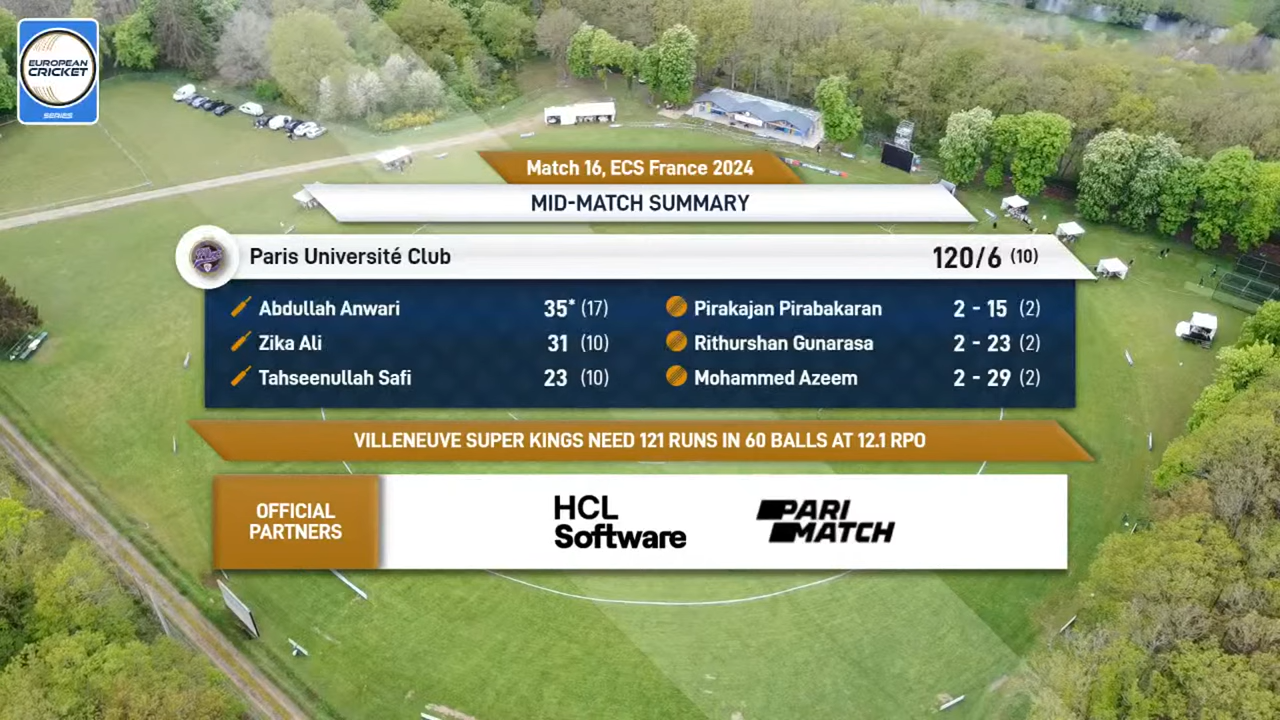 EUROPEAN
CRICKET
SERIES
Match 16, ECS France 2024
MID-MATCH SUMMARY
Paris Université Club 120/6 (10)
Abdullah Anwari 35* (17) Pirakajan Pirabakaran 2 - 15 (2)
Zika Ali 31 (10) Rithurshan Gunarasa 2 - 23 (2)
Tahseenullah Safi 23 (10) Mohammed Azeem 2 - 29 (2)
VILLENEUVE SUPER KINGS NEED 121 RUNS IN 60 BALLS AT 12.1 RPO
OFFICIAL
PARTNERS
HCL
Software
PARI
MATCH